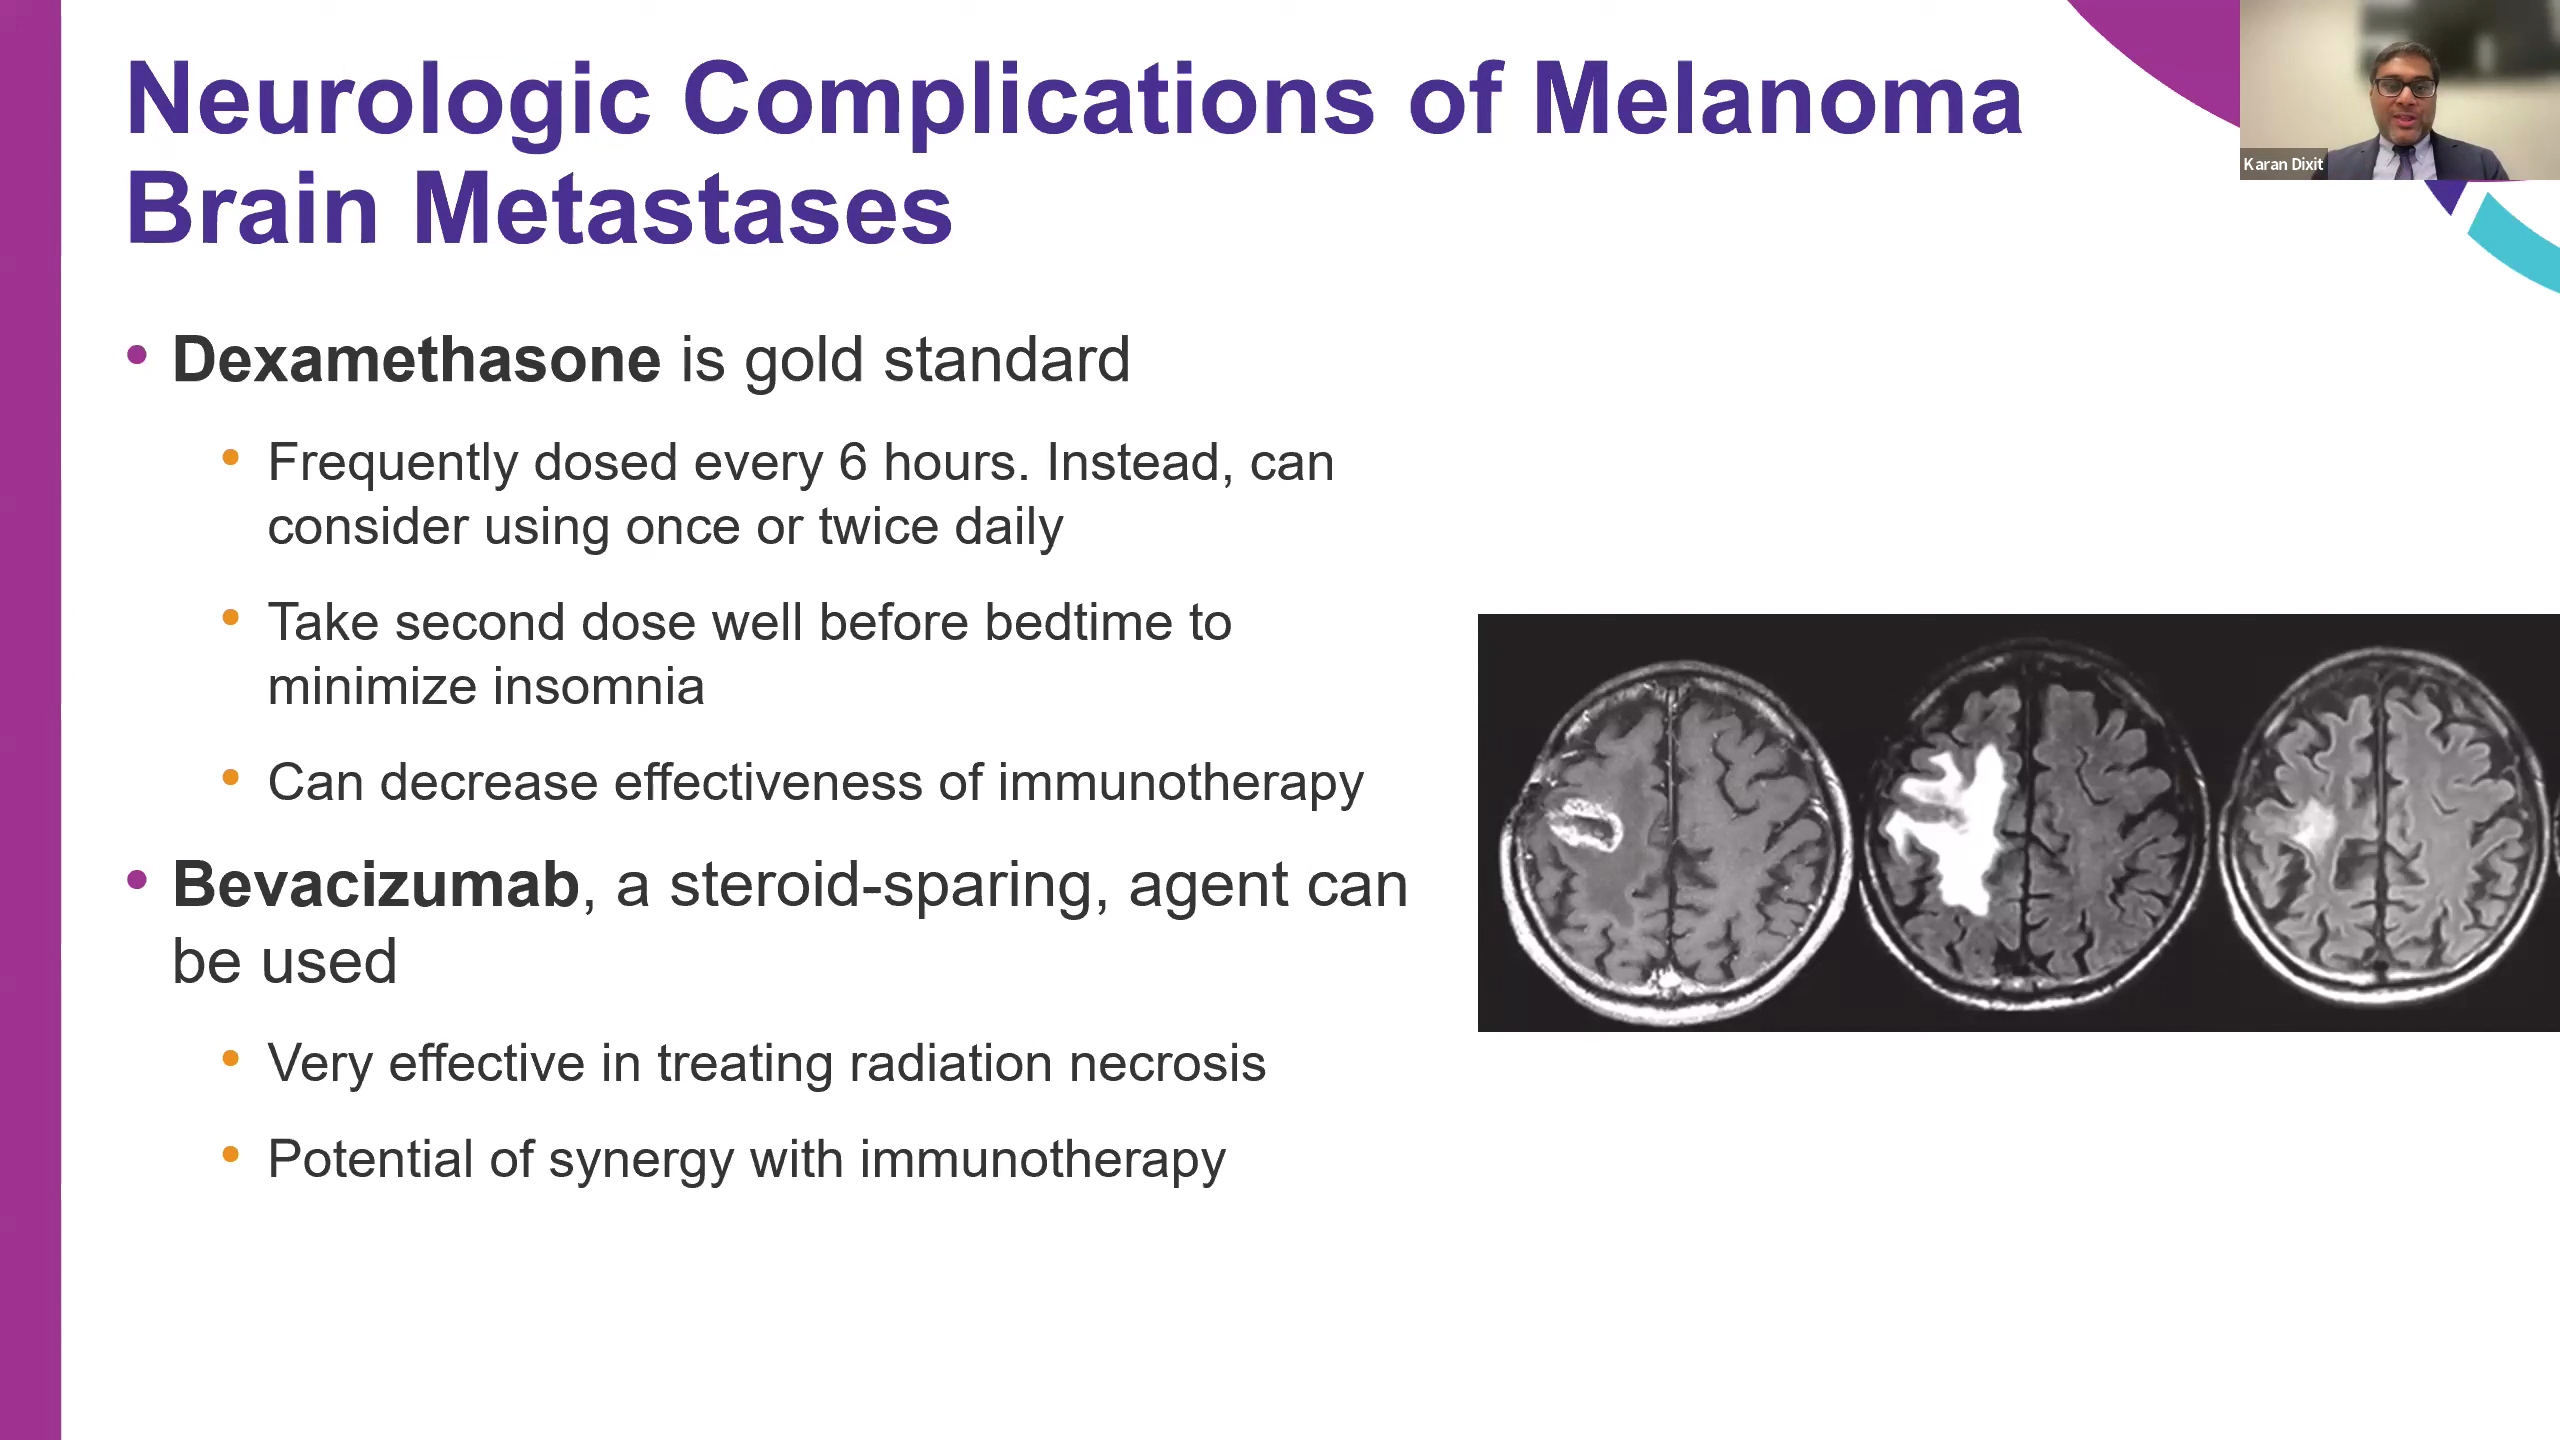 Neurologic Complications of Melanoma
Brain Metastases
Karan Dixit
• Dexamethasone is gold standard
• Frequently dosed every 6 hours. Instead, can
consider using once or twice daily
• Take second dose well before bedtime to
minimize insomnia
• Can decrease effectiveness of immunotherapy
• Bevacizumab, a steroid-sparing, agent can
be used
• Very effective in treating radiation necrosis
• Potential of synergy with immunotherapy